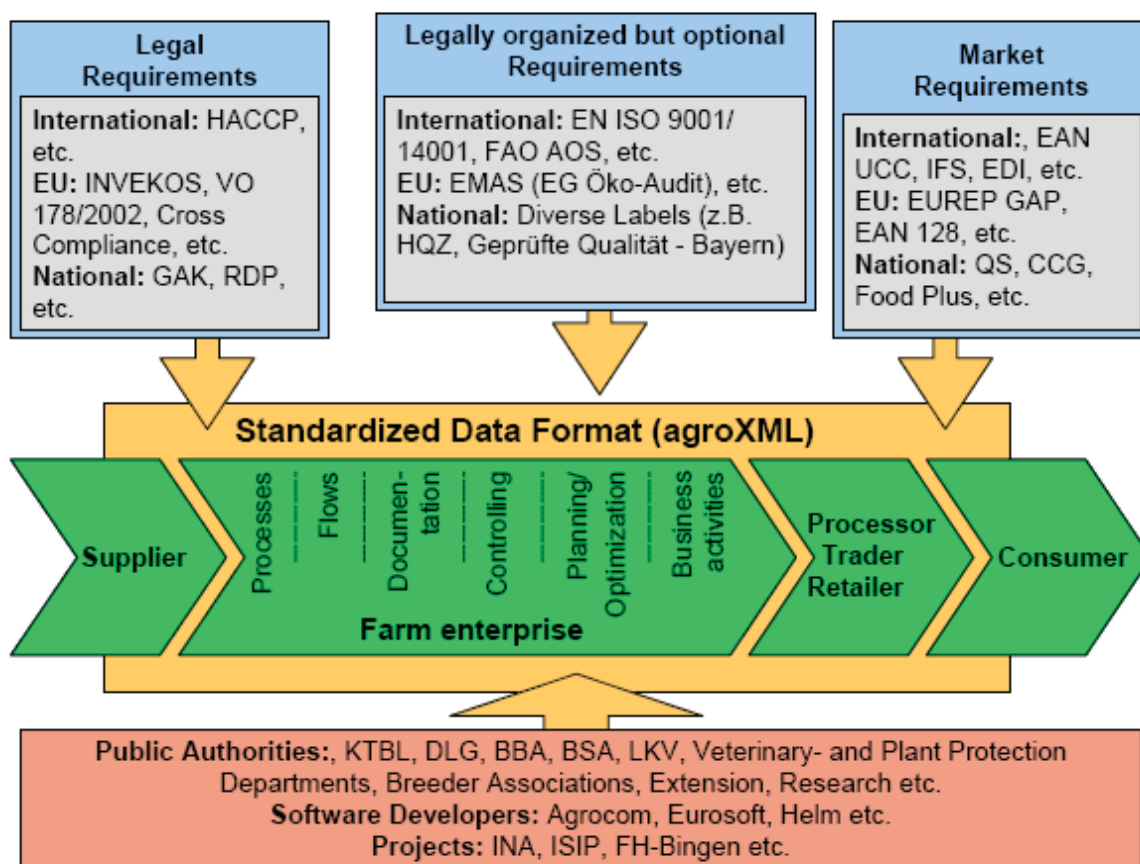 Legal
Requirements
International: HACCP,
etc.
EU: INVEKOS, VO
178/2002, Cross
Compliance, etc.
National: GAK, RDP,
etc.
Legally organized but optional
Requirements
International: EN ISO 9001/
14001, FAO AOS, etc.
EU: EMAS (EG Öko-Audit), etc.
National: Diverse Labels (z.B.
HQZ, Geprüfte Qualität - Bayern)
Market
Requirements
International:, EAN
UCC, IFS, EDI, etc.
EU: EUREP GAP,
EAN 128, etc.
National: QS, CCG,
Food Plus, etc.
Standardized Data Format (agroXML)
Supplier
Processes
Flows
Documen-
tation
Controlling
Planning/
Optimization
Business
activities
Farm enterprise
Processor
Trader
Retailer
Consumer
Public Authorities:, KTBL, DLG, BBA, BSA, LKV, Veterinary- and Plant Protection
Departments, Breeder Associations, Extension, Research etc.
Software Developers: Agrocom, Eurosoft, Helm etc.
Projects: INA, ISIP, FH-Bingen etc.